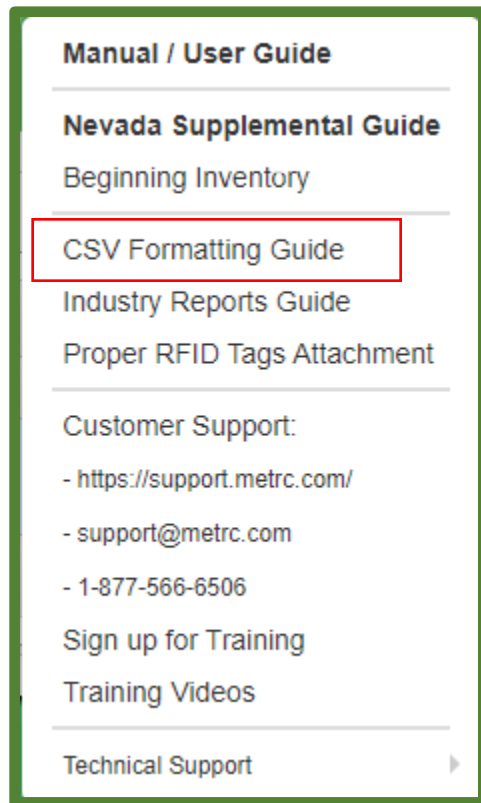 Manual / User Guide
Nevada Supplemental Guide
Beginning Inventory
CSV Formatting Guide
Industry Reports Guide
Proper RFID Tags Attachment
Customer Support:
- https://support.metrc.com/
- support@metrc.com
- 1-877-566-6506
Sign up for Training
Training Videos
Technical Support